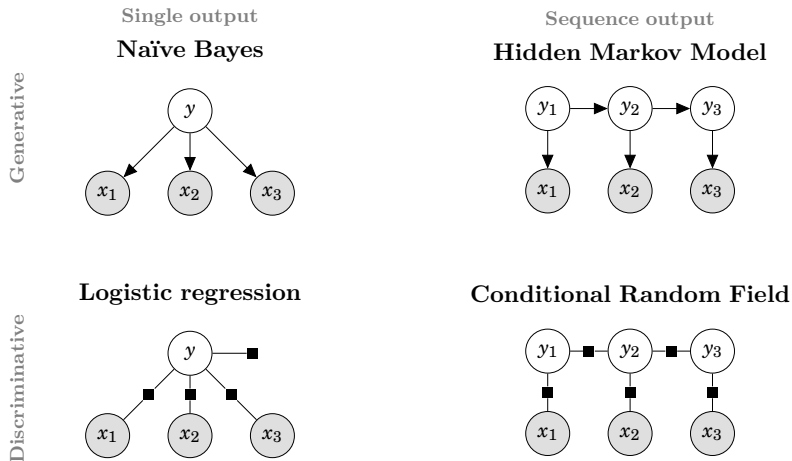 Single output
Sequence output
Naïve Bayes
Hidden Markov Model
Generative
y
x1
x2
x3
y1
y2
y3
x1
x2
x3
Logistic regression
Conditional Random Field
Discriminative
y
x1
x2
x3
y1
y2
y3
x1
x2
x3